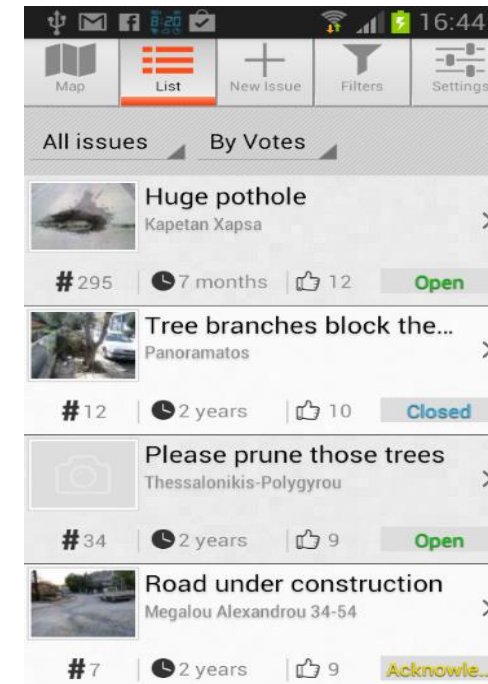 8:20 16:44
Map List New Issue Filters Settings
All issues By Votes
Huge pothole
Kapetan Xapsa
#295 7 months 12 Open
Tree branches block the...
Panoramatos
#12 2 years 10 Closed
Please prune those trees
Thessalonikis-Polygyrou
#34 2 years 9 Open
Road under construction
Megalou Alexandrou 34-54
#7 2 years 9 Acknowle..